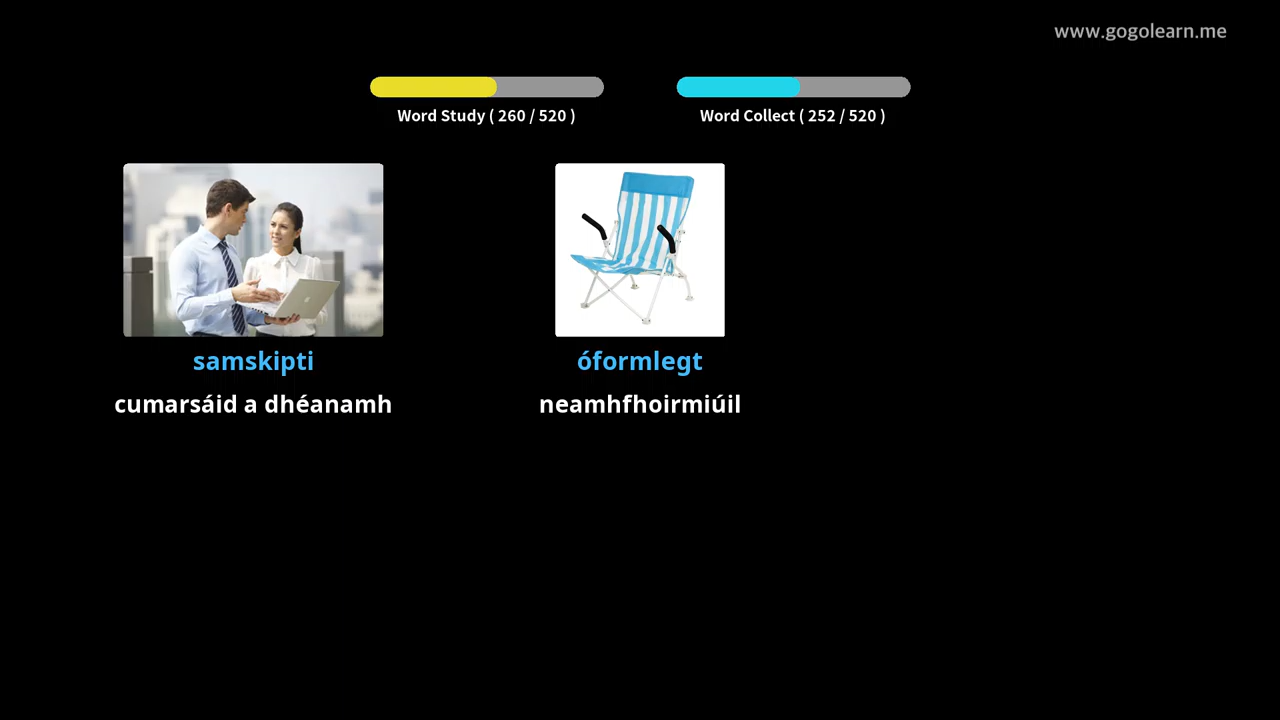 www.gogolearn.me
Word Study ( 260 / 520 )
Word Collect ( 252 / 520 )
samskipti
cumarsáid a dhéanamh
óformlegt
neamhfhoirmiúil